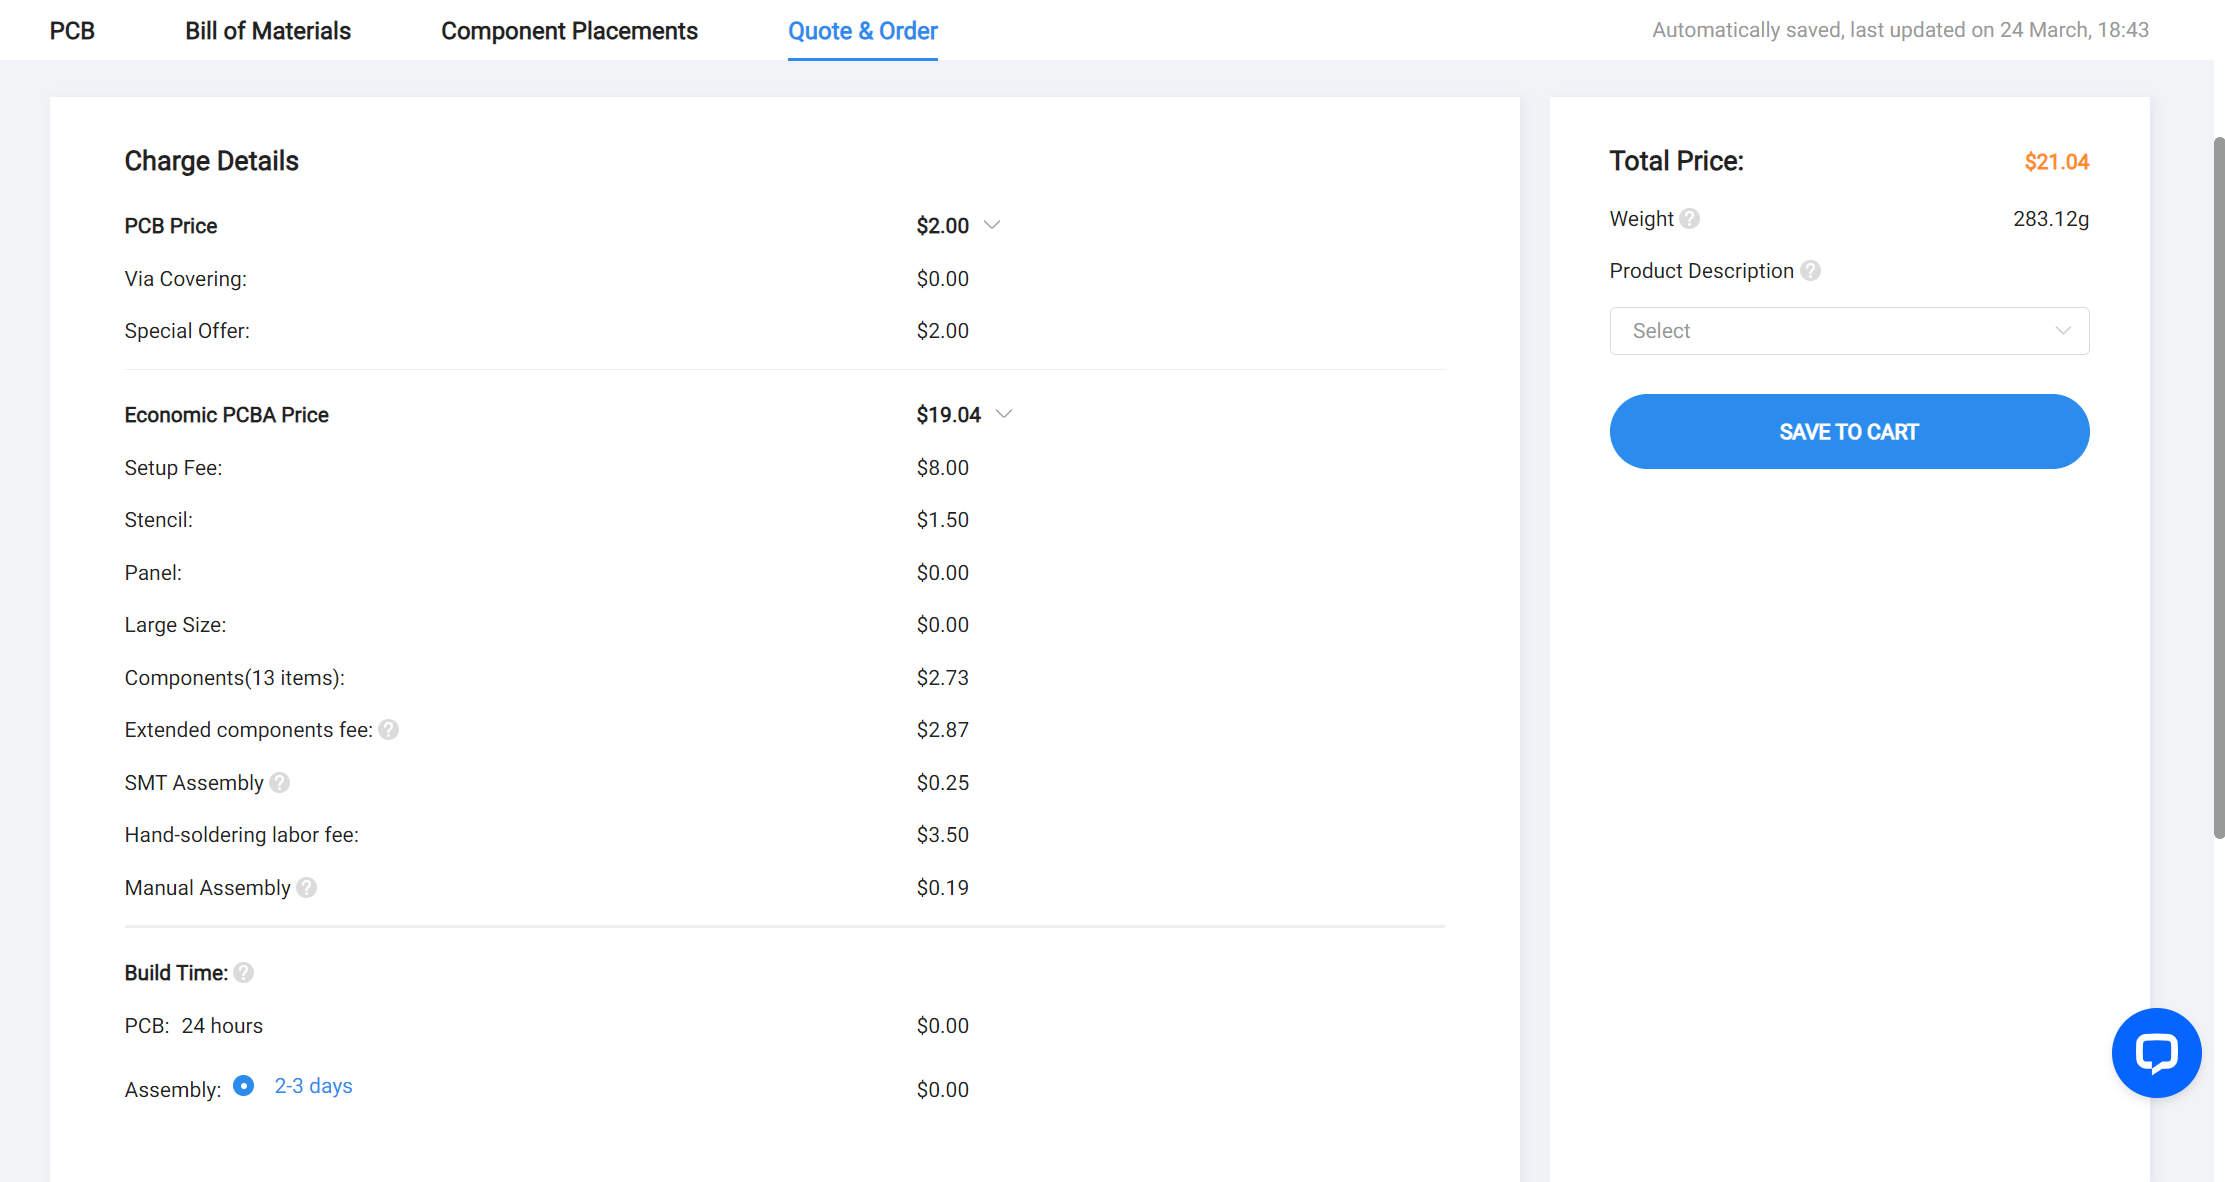 PCB Bill of Materials Component Placements Quote & Order Automatically saved, last updated on 24 March, 18:43
Charge Details
PCB Price $2.00
Via Covering: $0.00
Special Offer: $2.00
Economic PCBA Price $19.04
Setup Fee: $8.00
Stencil: $1.50
Panel: $0.00
Large Size: $0.00
Components(13 items): $2.73
Extended components fee: ? $2.87
SMT Assembly ? $0.25
Hand-soldering labor fee: $3.50
Manual Assembly ? $0.19
Build Time: ?
PCB: 24 hours $0.00
Assembly: 2-3 days $0.00
Total Price: $21.04
Weight ? 283.12g
Product Description ?
Select
SAVE TO CART